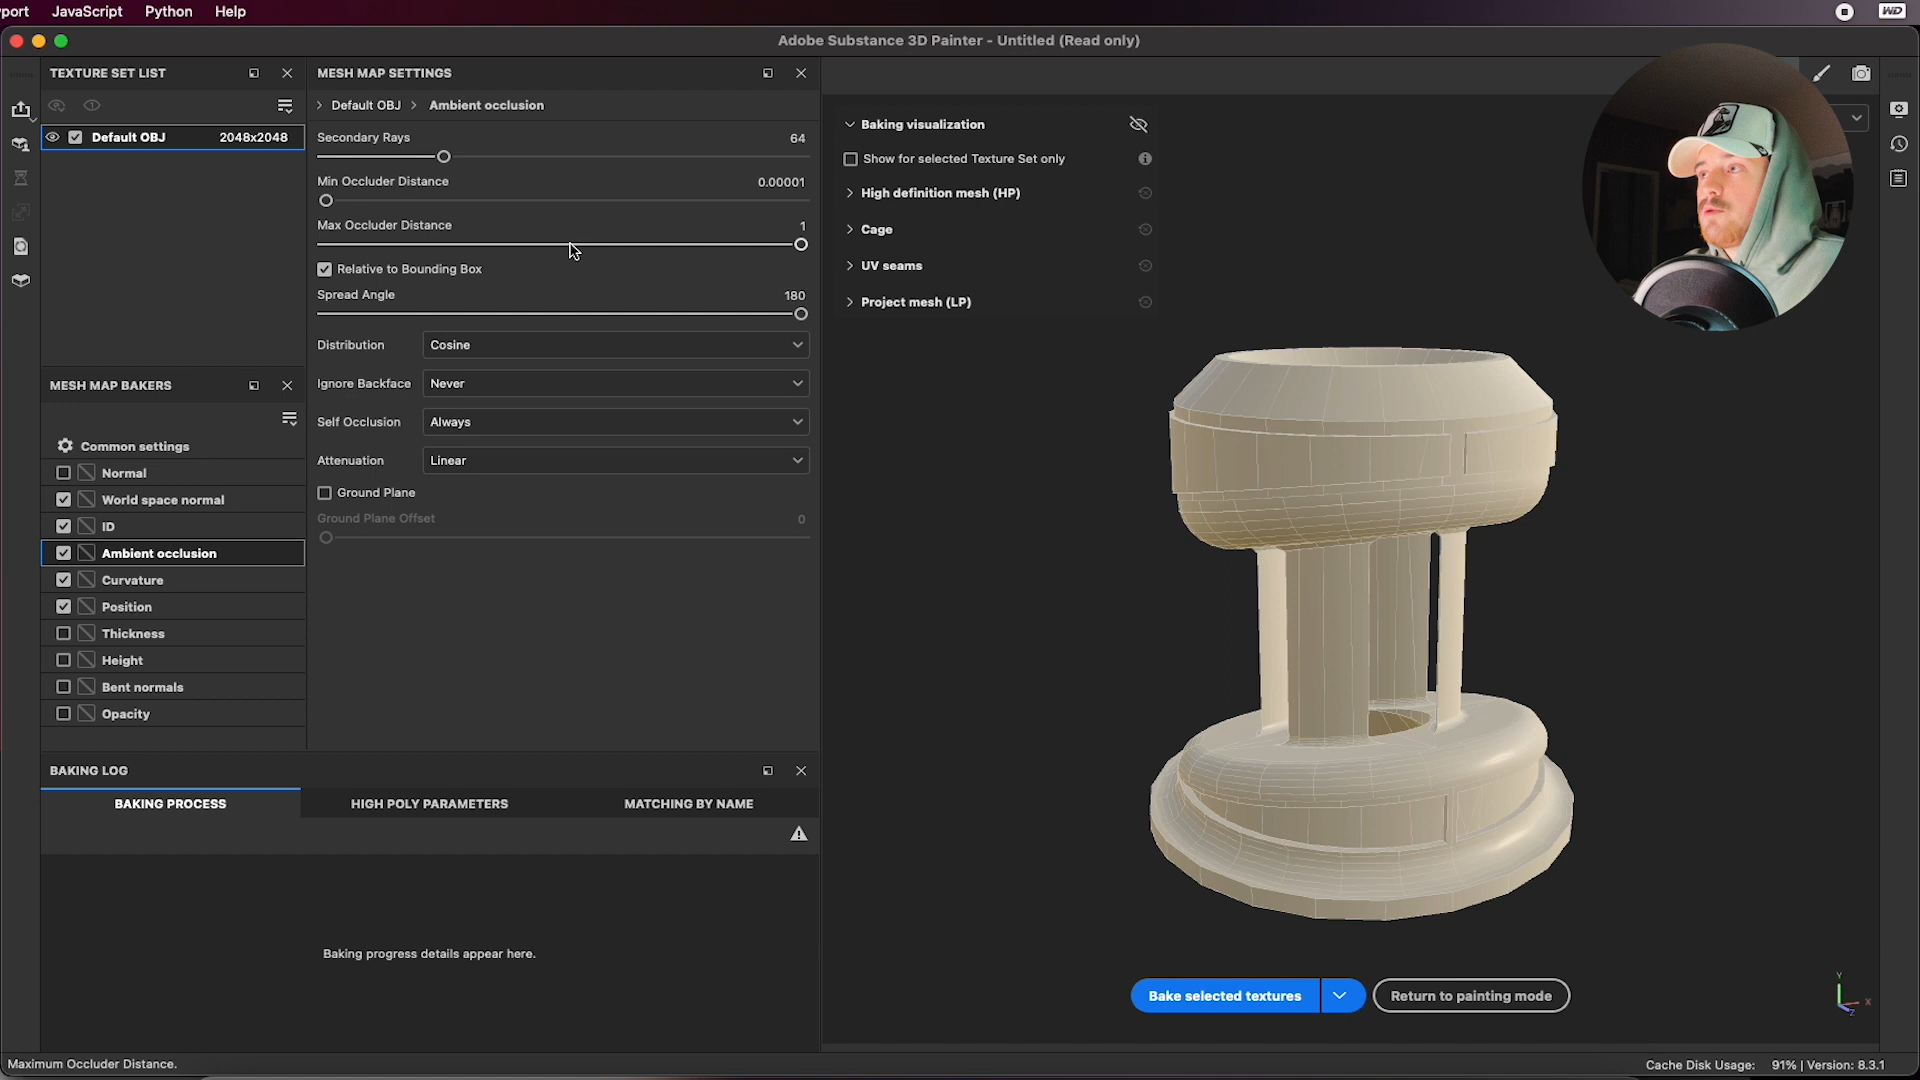 port JavaScript Python Help
WD
Adobe Substance 3D Painter - Untitled (Read only)
TEXTURE SET LIST
Default OBJ 2048x2048
MESH MAP SETTINGS
Default OBJ > Ambient occlusion
Secondary Rays 64
Min Occluder Distance 0.00001
Max Occluder Distance 1
Relative to Bounding Box
Spread Angle 180
Distribution Cosine
Ignore Backface Never
Self Occlusion Always
Attenuation Linear
Ground Plane
Ground Plane Offset 0
MESH MAP BAKERS
Common settings
Normal
World space normal
ID
Ambient occlusion
Curvature
Position
Thickness
Height
Bent normals
Opacity
BAKING LOG
BAKING PROCESS HIGH POLY PARAMETERS MATCHING BY NAME
Baking progress details appear here.
Baking visualization
Show for selected Texture Set only
High definition mesh (HP)
Cage
UV seams
Project mesh (LP)
Bake selected textures
Return to painting mode
Y
X
Z
Maximum Occluder Distance.
Cache Disk Usage: 91% | Version: 8.3.1